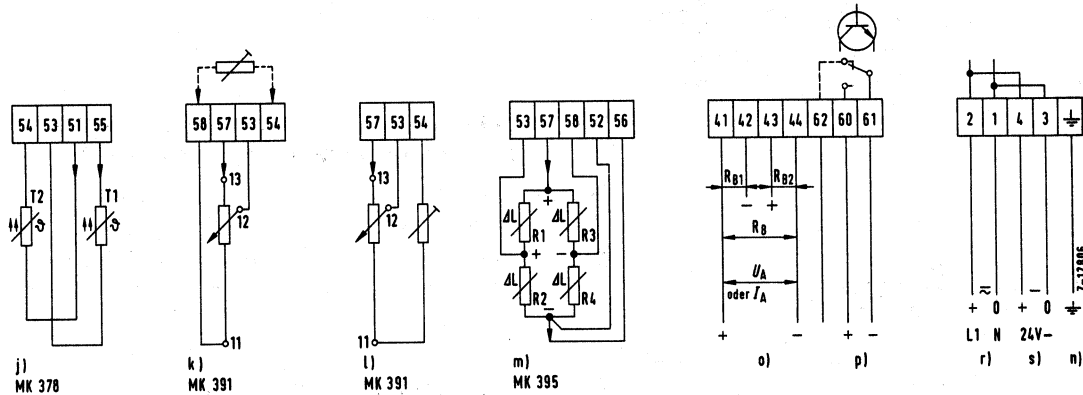 54 53 51 55
T2 T1
ϑ ϑ
j)
MK 378
58 57 53 54
13
12
11
k)
MK 391
57 53 54
13
12
11
l)
MK 391
53 57 58 52 56
+
ΔL R1 ΔL R3
+ −
ΔL R2 ΔL R4
−
m)
MK 395
41 42 43 44 62 60 61
RB1 RB2
− +
RB
UA
oder IA
+ − + −
o) p)
2 1 4 3
Z-12806
+ 0 + − 0
L1 N 24V-
r) s) n)